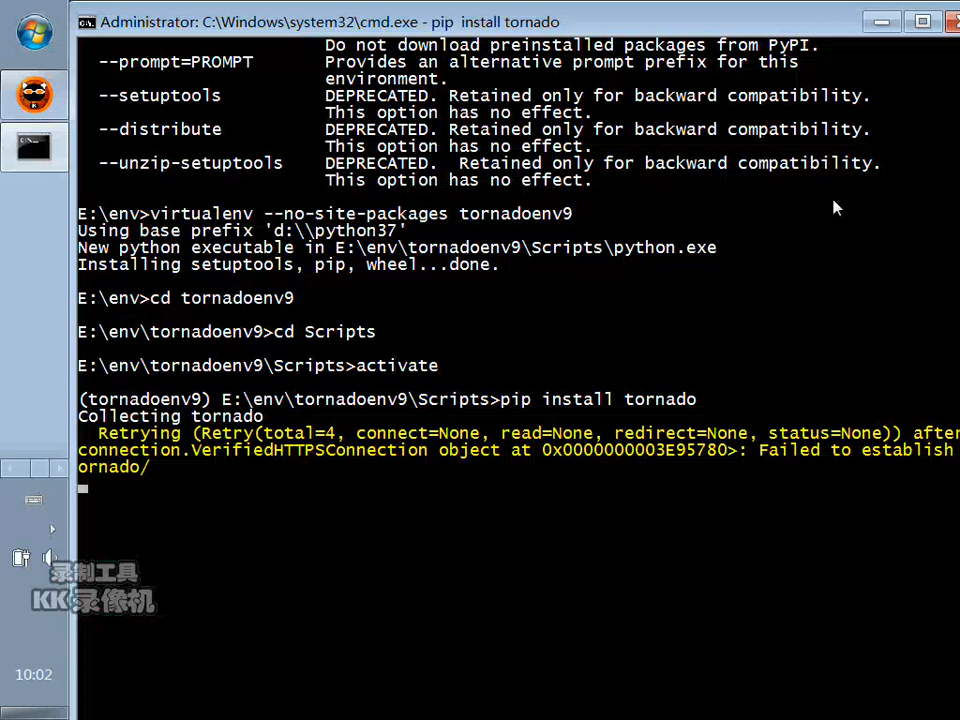 Administrator: C:\Windows\system32\cmd.exe - pip install tornado
Do not download preinstalled packages from PyPI.
--prompt=PROMPT Provides an alternative prompt prefix for this
environment.
--setuptools DEPRECATED. Retained only for backward compatibility.
This option has no effect.
--distribute DEPRECATED. Retained only for backward compatibility.
This option has no effect.
--unzip-setuptools DEPRECATED.  Retained only for backward compatibility.
This option has no effect.
E:\env>virtualenv --no-site-packages tornadoenv9
Using base prefix 'd:\\python37'
New python executable in E:\env\tornadoenv9\Scripts\python.exe
Installing setuptools, pip, wheel...done.
E:\env>cd tornadoenv9
E:\env\tornadoenv9>cd Scripts
E:\env\tornadoenv9\Scripts>activate
(tornadoenv9) E:\env\tornadoenv9\Scripts>pip install tornado
Collecting tornado
Retrying (Retry(total=4, connect=None, read=None, redirect=None, status=None)) after
connection.VerifiedHTTPSConnection object at 0x0000000003E95780>: Failed to establish
ornado/
录制工具
KK录像机
10:02